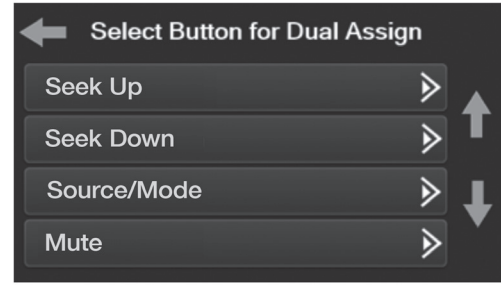 Select Button for Dual Assign
Seek Up
Seek Down
Source/Mode
Mute